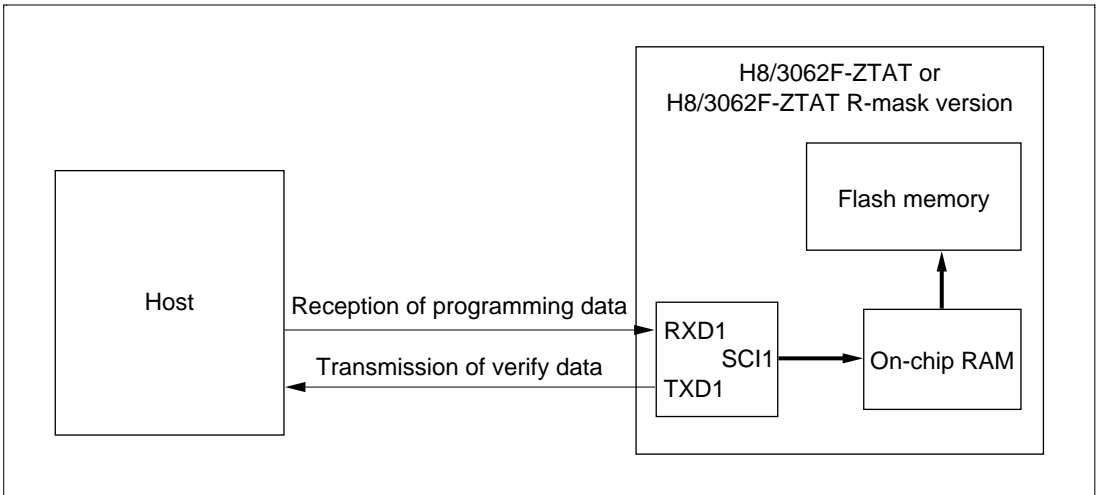 H8/3062F-ZTAT or
H8/3062F-ZTAT R-mask version
Flash memory
Host
Reception of programming data
RXD1
SCI1
On-chip RAM
Transmission of verify data
TXD1